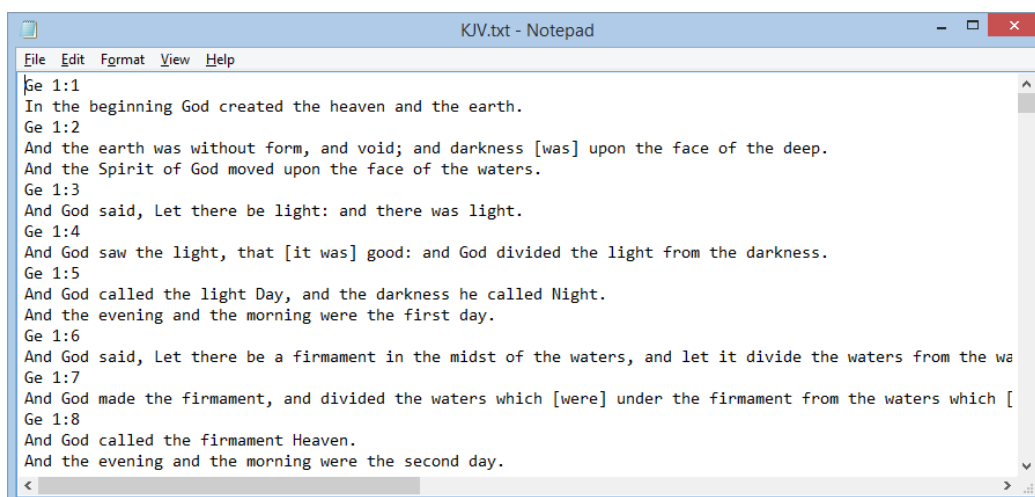 KJV.txt - Notepad
File Edit Format View Help
Ge 1:1
In the beginning God created the heaven and the earth.
Ge 1:2
And the earth was without form, and void; and darkness [was] upon the face of the deep.
And the Spirit of God moved upon the face of the waters.
Ge 1:3
And God said, Let there be light: and there was light.
Ge 1:4
And God saw the light, that [it was] good: and God divided the light from the darkness.
Ge 1:5
And God called the light Day, and the darkness he called Night.
And the evening and the morning were the first day.
Ge 1:6
And God said, Let there be a firmament in the midst of the waters, and let it divide the waters from the wa
Ge 1:7
And God made the firmament, and divided the waters which [were] under the firmament from the waters which [
Ge 1:8
And God called the firmament Heaven.
And the evening and the morning were the second day.